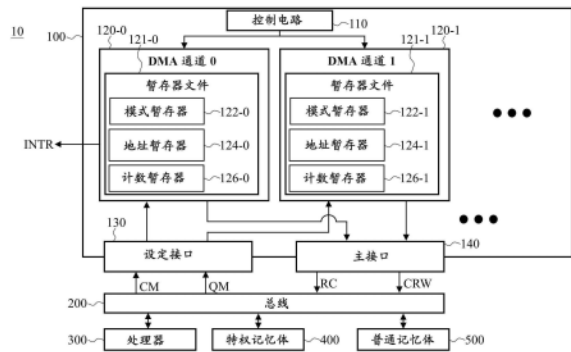 10
100
控制电路
110
120-0
121-0
121-1
120-1
DMA 通道 0
DMA 通道 1
暂存器文件
暂存器文件
模式暂存器
122-0
模式暂存器
122-1
INTR
地址暂存器
124-0
地址暂存器
124-1
计数暂存器
126-0
计数暂存器
126-1
130
设定接口
主接口
140
CM
QM
RC
CRW
200
总线
300
处理器
特权记忆体
400
普通记忆体
500